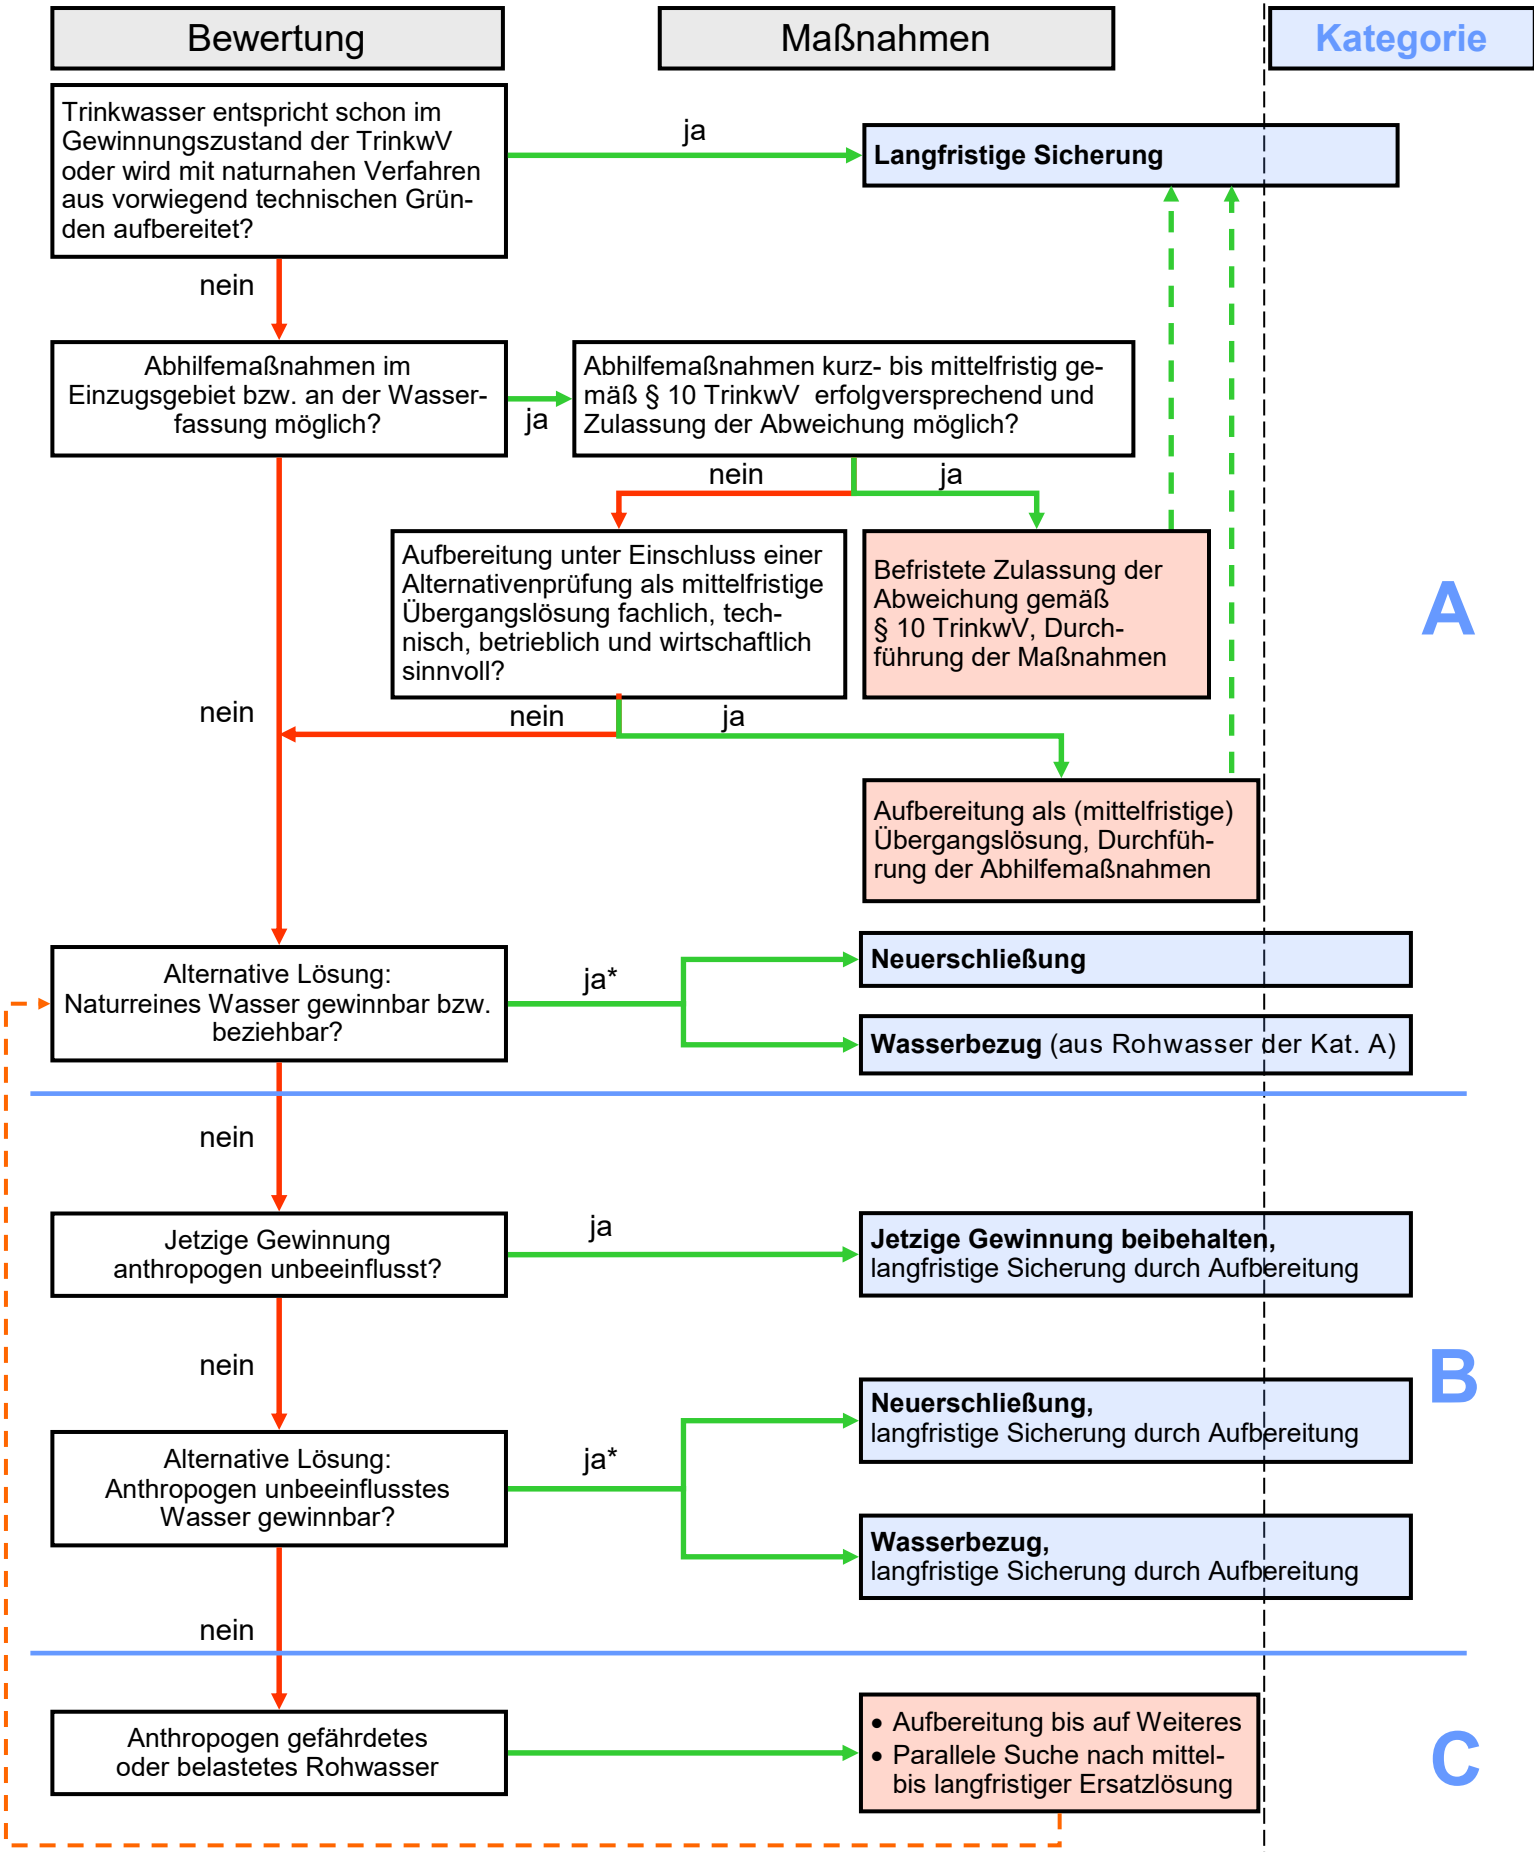 Bewertung
Maßnahmen
Kategorie
Trinkwasser entspricht schon im
Gewinnungszustand der TrinkwV
oder wird mit naturnahen Verfahren
aus vorwiegend technischen Grün-
den aufbereitet?
ja
Langfristige Sicherung
nein
Abhilfemaßnahmen im
Einzugsgebiet bzw. an der Wasser-
fassung möglich?
ja
Abhilfemaßnahmen kurz- bis mittelfristig ge-
mäß § 10 TrinkwV erfolgversprechend und
Zulassung der Abweichung möglich?
nein
ja
Aufbereitung unter Einschluss einer
Alternativenprüfung als mittelfristige
Übergangslösung fachlich, tech-
nisch, betrieblich und wirtschaftlich
sinnvoll?
Befristete Zulassung der
Abweichung gemäß
§ 10 TrinkwV, Durch-
führung der Maßnahmen
A
nein
nein
ja
Aufbereitung als (mittelfristige)
Übergangslösung, Durchfüh-
rung der Abhilfemaßnahmen
Alternative Lösung:
Naturreines Wasser gewinnbar bzw.
beziehbar?
ja*
Neuerschließung
Wasserbezug (aus Rohwasser der Kat. A)
nein
Jetzige Gewinnung
anthropogen unbeeinflusst?
ja
Jetzige Gewinnung beibehalten,
langfristige Sicherung durch Aufbereitung
nein
B
Alternative Lösung:
Anthropogen unbeeinflusstes
Wasser gewinnbar?
ja*
Neuerschließung,
langfristige Sicherung durch Aufbereitung
Wasserbezug,
langfristige Sicherung durch Aufbereitung
nein
Anthropogen gefährdetes
oder belastetes Rohwasser
• Aufbereitung bis auf Weiteres
• Parallele Suche nach mittel-
bis langfristiger Ersatzlösung
C